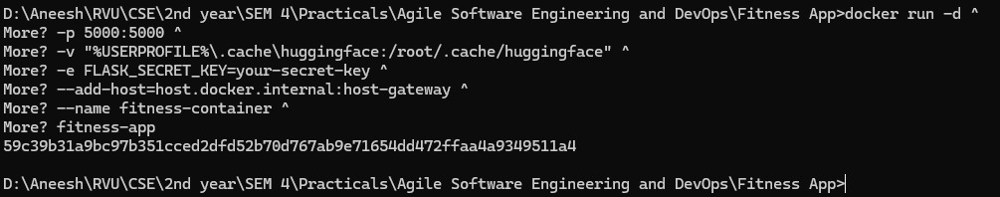 D:\Aneesh\RVU\CSE\2nd year\SEM 4\Practicals\Agile Software Engineering and DevOps\Fitness App>docker run -d ^
More? -p 5000:5000 ^
More? -v "%USERPROFILE%\.cache\huggingface:/root/.cache/huggingface" ^
More? -e FLASK_SECRET_KEY=your-secret-key ^
More? --add-host=host.docker.internal:host-gateway ^
More? --name fitness-container ^
More? fitness-app
59c39b31a9bc97b351cced2dfd52b70d767ab9e71654dd472ffaa4a9349511a4
D:\Aneesh\RVU\CSE\2nd year\SEM 4\Practicals\Agile Software Engineering and DevOps\Fitness App>